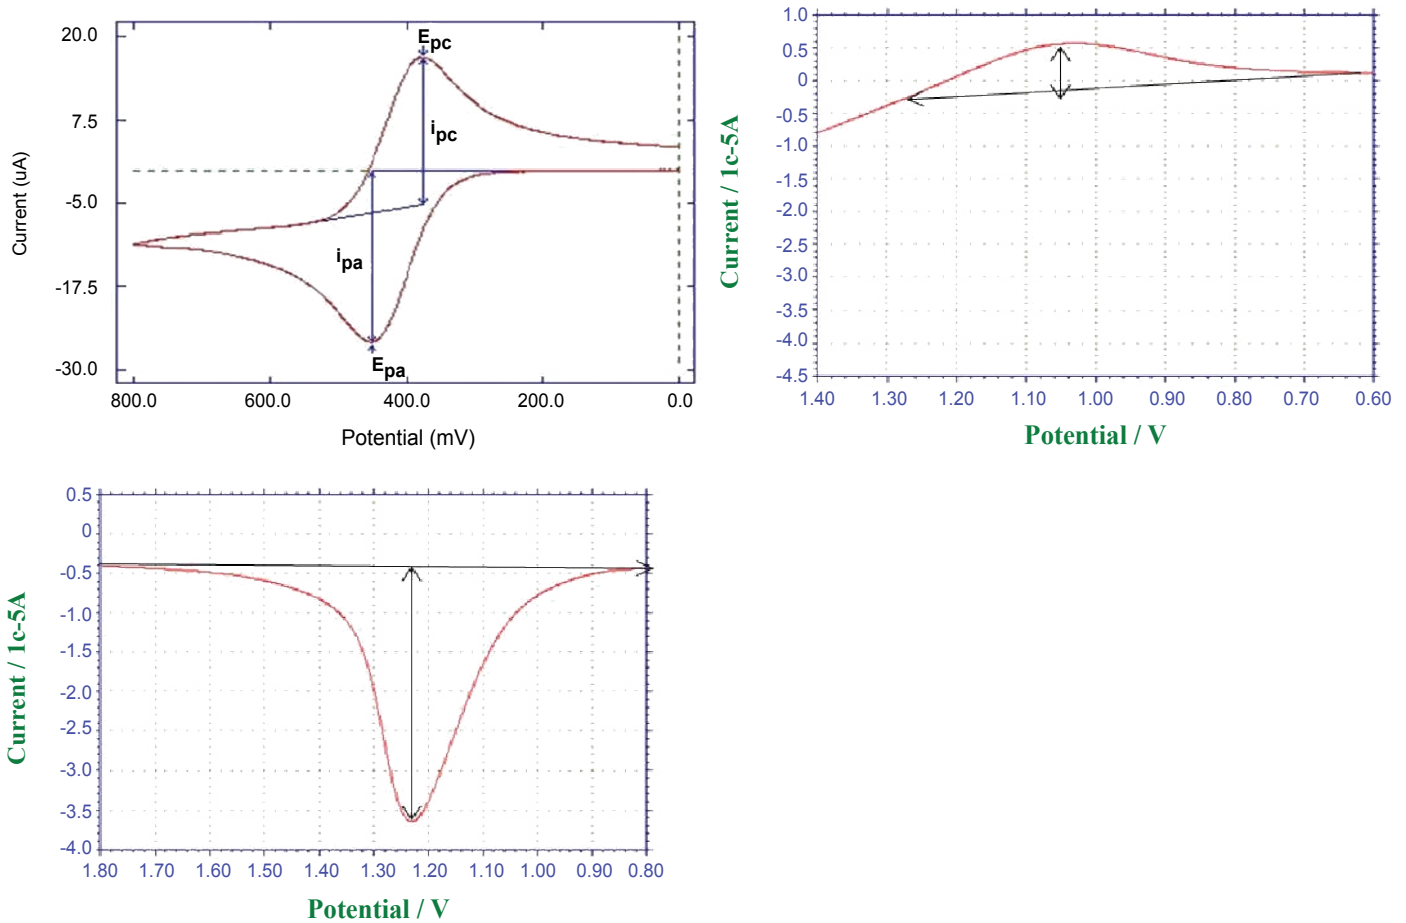 20.0
7.5
-5.0
-17.5
-30.0
Current (uA)
Epc
ipc
ipa
Epa
800.0 600.0 400.0 200.0 0.0
Potential (mV)
1.0
0.5
0
-0.5
-1.0
-1.5
-2.0
-2.5
-3.0
-3.5
-4.0
-4.5
Current / 1c-5A
1.40 1.30 1.20 1.10 1.00 0.90 0.80 0.70 0.60
Potential / V
0.5
0
-0.5
-1.0
-1.5
-2.0
-2.5
-3.0
-3.5
-4.0
Current / 1c-5A
1.80 1.70 1.60 1.50 1.40 1.30 1.20 1.10 1.00 0.90 0.80
Potential / V